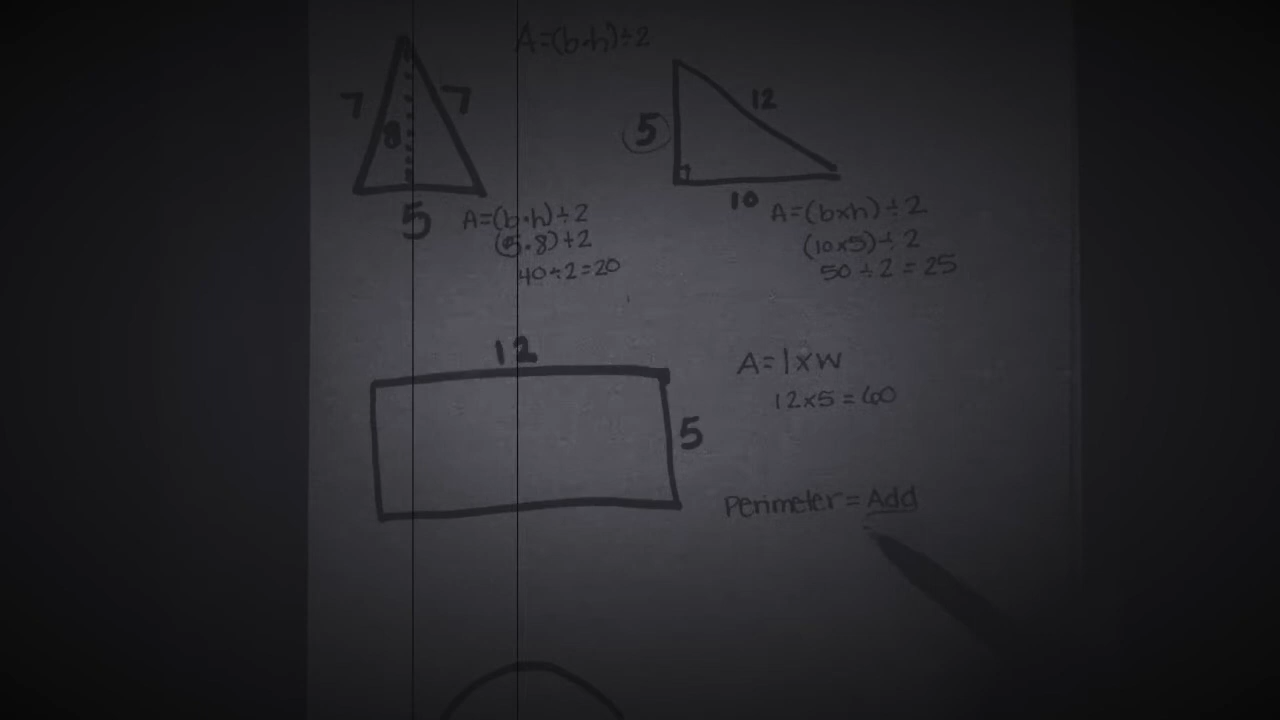 A=(b·h)÷2
7
7
8
5
A=(b·h)÷2
(5·8)÷2
40÷2=20
12
5
10
A=(bxh)÷2
(10x5)÷2
50÷2=25
12
5
A=lxw
12x5=60
Perimeter=Add